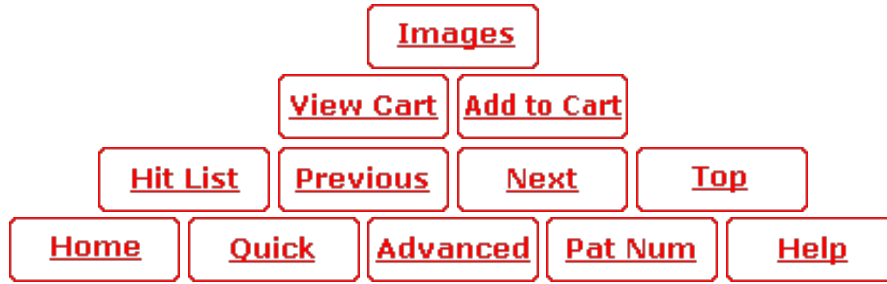 Images
View Cart Add to Cart
Hit List Previous Next Top
Home Quick Advanced Pat Num Help